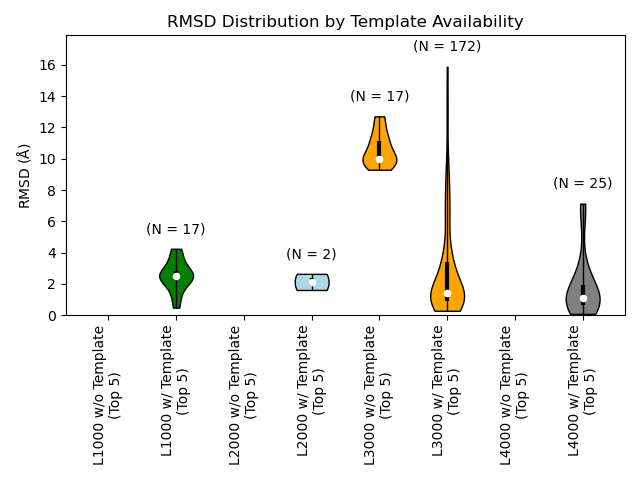 RMSD Distribution by Template Availability
(N = 172)
(N = 17)
(N = 25)
(N = 17)
(N = 2)
RMSD (Å)
16
14
12
10
8
6
4
2
0
L1000 w/o Template
(Top 5)
L1000 w/ Template
(Top 5)
L2000 w/o Template
(Top 5)
L2000 w/ Template
(Top 5)
L3000 w/o Template
(Top 5)
L3000 w/ Template
(Top 5)
L4000 w/o Template
(Top 5)
L4000 w/ Template
(Top 5)